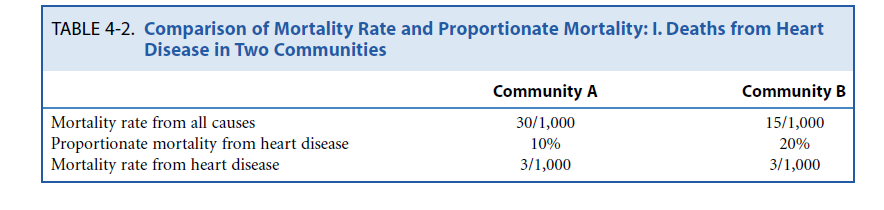 TABLE 4-2. Comparison of Mortality Rate and Proportionate Mortality: I. Deaths from Heart
Disease in Two Communities
Community A Community B
Mortality rate from all causes 30/1,000 15/1,000
Proportionate mortality from heart disease 10% 20%
Mortality rate from heart disease 3/1,000 3/1,000